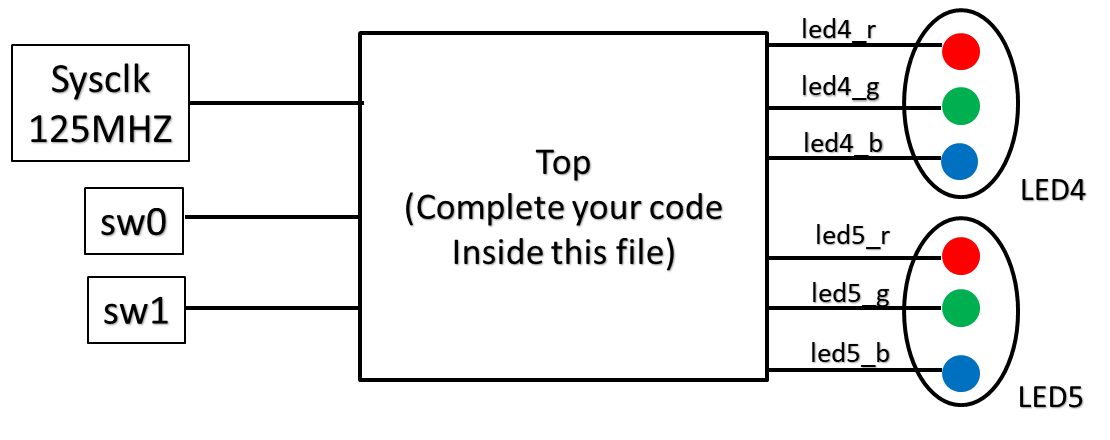 Sysclk
125MHZ
sw0
sw1
Top
(Complete your code
Inside this file)
led4_r
led4_g
led4_b
LED4
led5_r
led5_g
led5_b
LED5